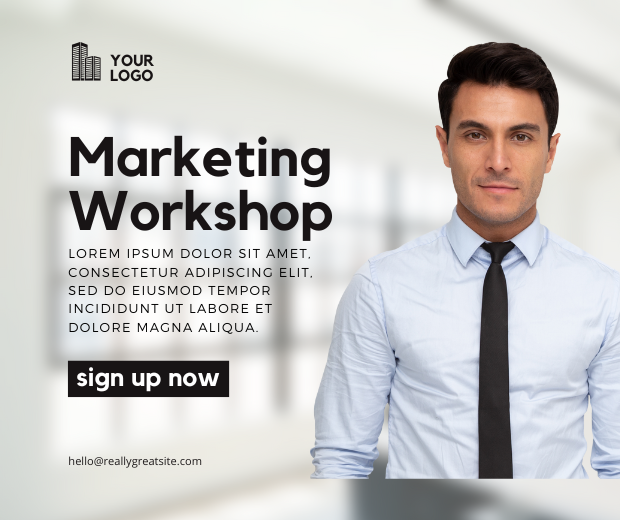 YOUR
LOGO
Marketing
Workshop
LOREM IPSUM DOLOR SIT AMET,
CONSECTETUR ADIPISCING ELIT,
SED DO EIUSMOD TEMPOR
INCIDIDUNT UT LABORE ET
DOLORE MAGNA ALIQUA.
sign up now
hello@reallygreatsite.com